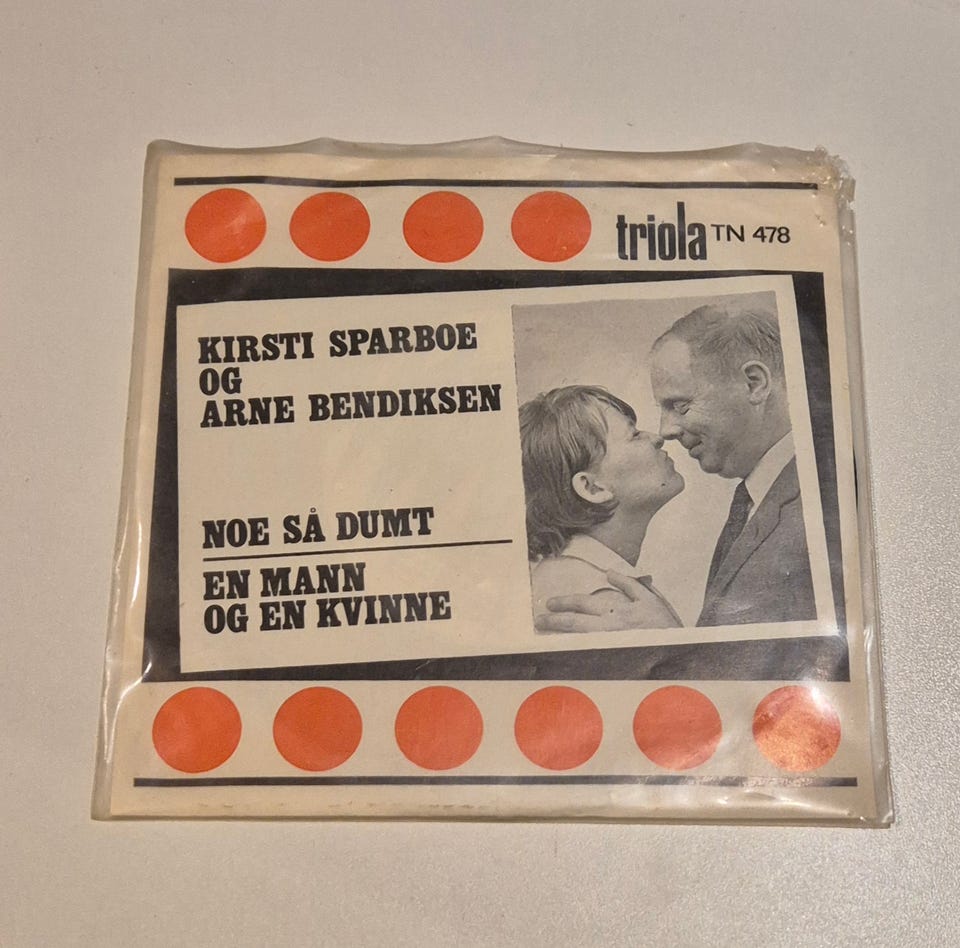 triola TN 478
KIRSTI SPARBOE
OG
ARNE BENDIKSEN
NOE SÅ DUMT
EN MANN
OG EN KVINNE